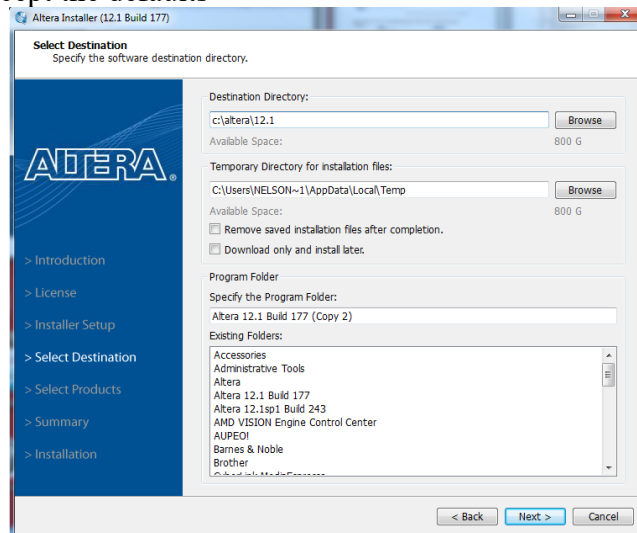 Altera Installer (12.1 Build 177)
Select Destination
Specify the software destination directory.
ALTERA®
> Introduction
> License
> Installer Setup
> Select Destination
> Select Products
> Summary
> Installation
Destination Directory:
c:\altera\12.1
Browse
Available Space: 800 G
Temporary Directory for installation files:
C:\Users\NELSON~1\AppData\Local\Temp
Browse
Available Space: 800 G
Remove saved installation files after completion.
Download only and install later.
Program Folder
Specify the Program Folder:
Altera 12.1 Build 177 (Copy 2)
Existing Folders:
Accessories
Administrative Tools
Altera
Altera 12.1 Build 177
Altera 12.1sp1 Build 243
AMD VISION Engine Control Center
AUPEO!
Barnes & Noble
Brother
< Back Next > Cancel